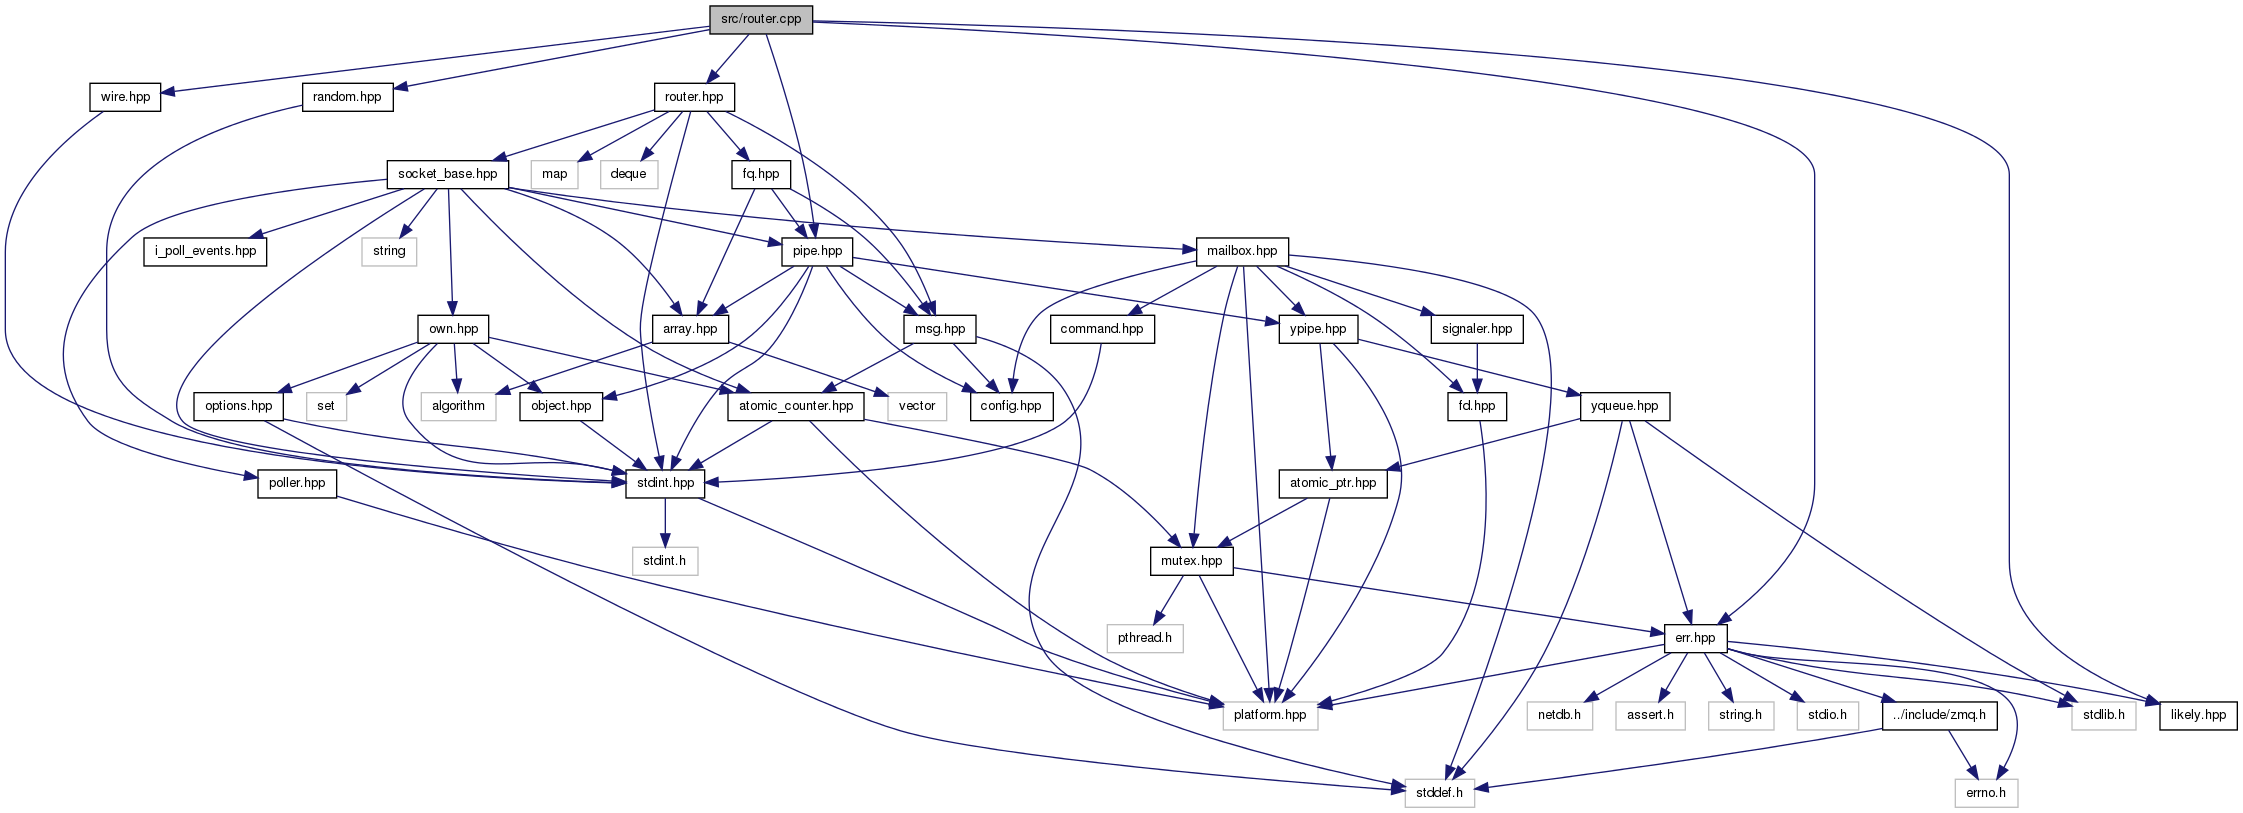 src/router.cpp
wire.hpp
random.hpp
router.hpp
socket_base.hpp
map
deque
fq.hpp
i_poll_events.hpp
string
pipe.hpp
mailbox.hpp
own.hpp
array.hpp
msg.hpp
command.hpp
ypipe.hpp
signaler.hpp
options.hpp
set
algorithm
object.hpp
atomic_counter.hpp
vector
config.hpp
fd.hpp
yqueue.hpp
poller.hpp
stdint.hpp
atomic_ptr.hpp
stdint.h
mutex.hpp
pthread.h
err.hpp
platform.hpp
netdb.h
assert.h
string.h
stdio.h
../include/zmq.h
stdlib.h
likely.hpp
stddef.h
errno.h